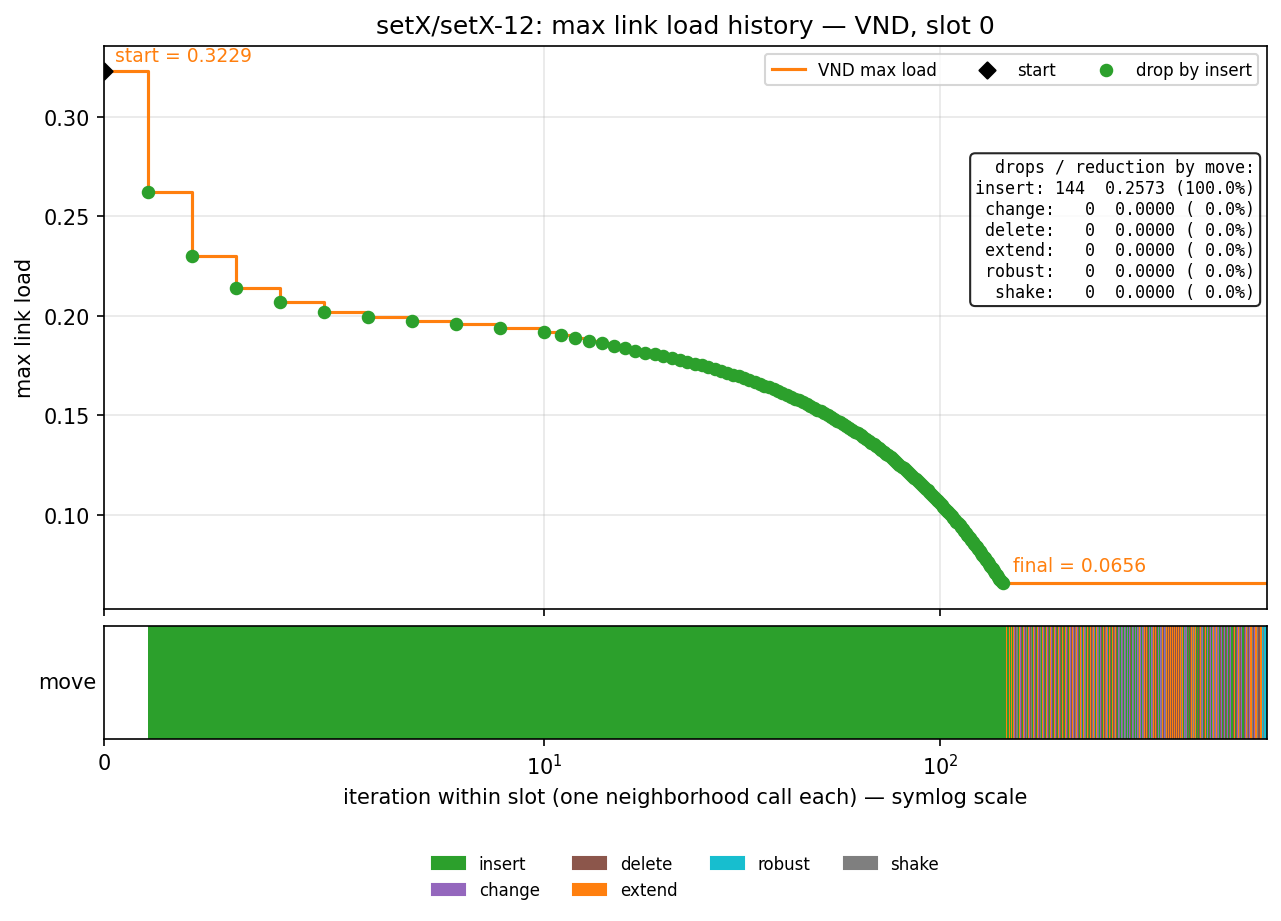 setX/setX-12: max link load history — VND, slot 0
start = 0.3229
VND max load
start
drop by insert
drops / reduction by move:
insert: 144 0.2573 (100.0%)
change: 0 0.0000 ( 0.0%)
delete: 0 0.0000 ( 0.0%)
extend: 0 0.0000 ( 0.0%)
robust: 0 0.0000 ( 0.0%)
shake: 0 0.0000 ( 0.0%)
max link load
0.30
0.25
0.20
0.15
0.10
final = 0.0656
move
0
10¹
10²
iteration within slot (one neighborhood call each) — symlog scale
insert
delete
robust
shake
change
extend